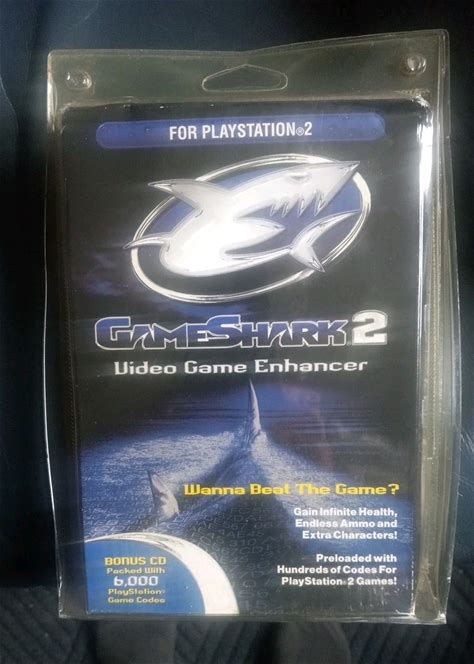 FOR PLAYSTATION®2
GAMESHARK 2
Video Game Enhancer
Wanna Beat The Game?
Gain Infinite Health,
Endless Ammo and
Extra Characters!
Preloaded with
Hundreds of Codes For
PlayStation®2 Games!
BONUS CD
Packed With
6,000
PlayStation
Game Codes